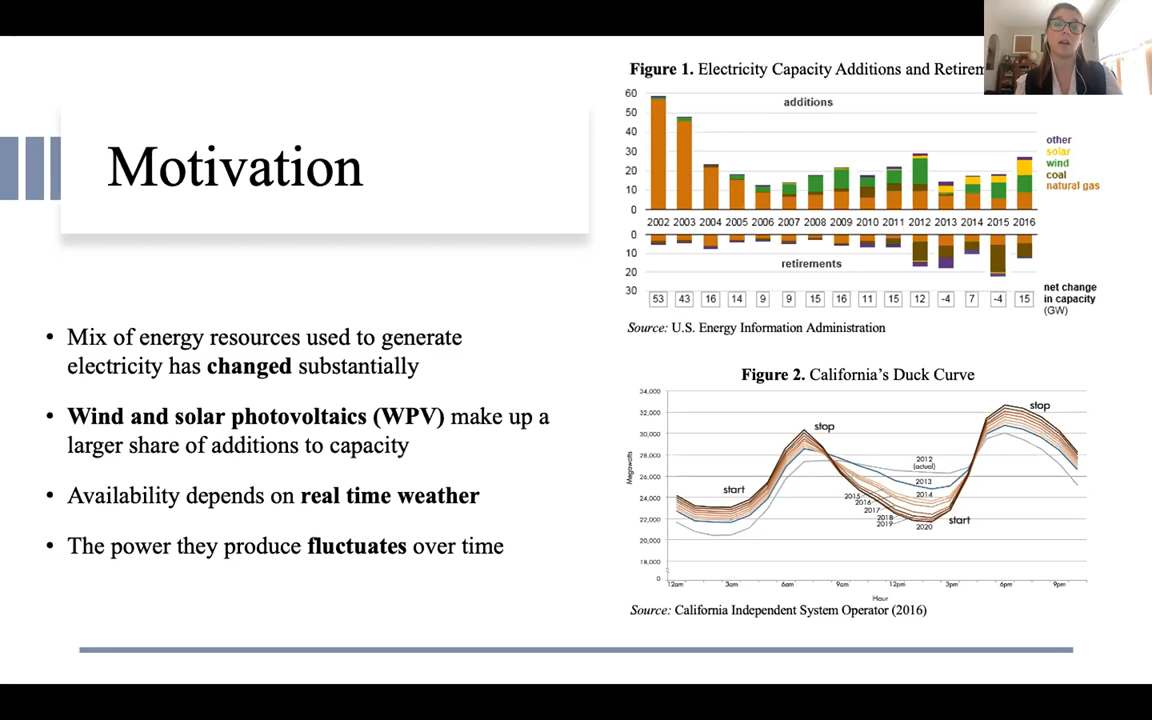 Motivation
• Mix of energy resources used to generate
electricity has changed substantially
• Wind and solar photovoltaics (WPV) make up a
larger share of additions to capacity
• Availability depends on real time weather
• The power they produce fluctuates over time
Figure 1. Electricity Capacity Additions and Retirem
60
50
40
30
20
10
0
additions
other
solar
wind
coal
natural gas
2002 2003 2004 2005 2006 2007 2008 2009 2010 2011 2012 2013 2014 2015 2016
0
10
20
30
retirements
53 43 16 14 9 9 15 16 11 15 12 -4 7 -4 15
net change
in capacity
(GW)
Source: U.S. Energy Information Administration
Figure 2. California's Duck Curve
34,000
32,000
30,000
28,000
26,000
24,000
22,000
20,000
18,000
0
Megawatts
start
stop
2012
(actual)
2013
2014
2015
2016
2017
2018
2019
2020
start
stop
12am 3am 6am 9am 12pm 3pm 6pm 9pm
Hour
Source: California Independent System Operator (2016)